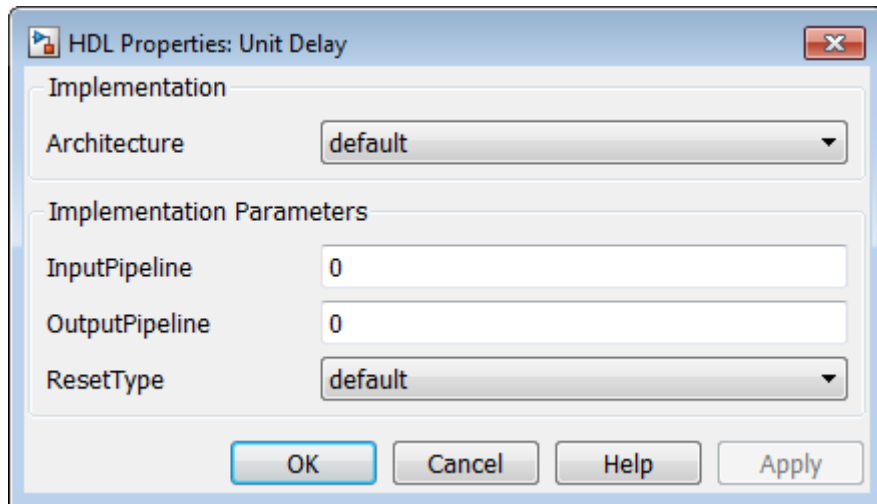 HDL Properties: Unit Delay
Implementation
Architecture default
Implementation Parameters
InputPipeline 0
OutputPipeline 0
ResetType default
OK Cancel Help Apply